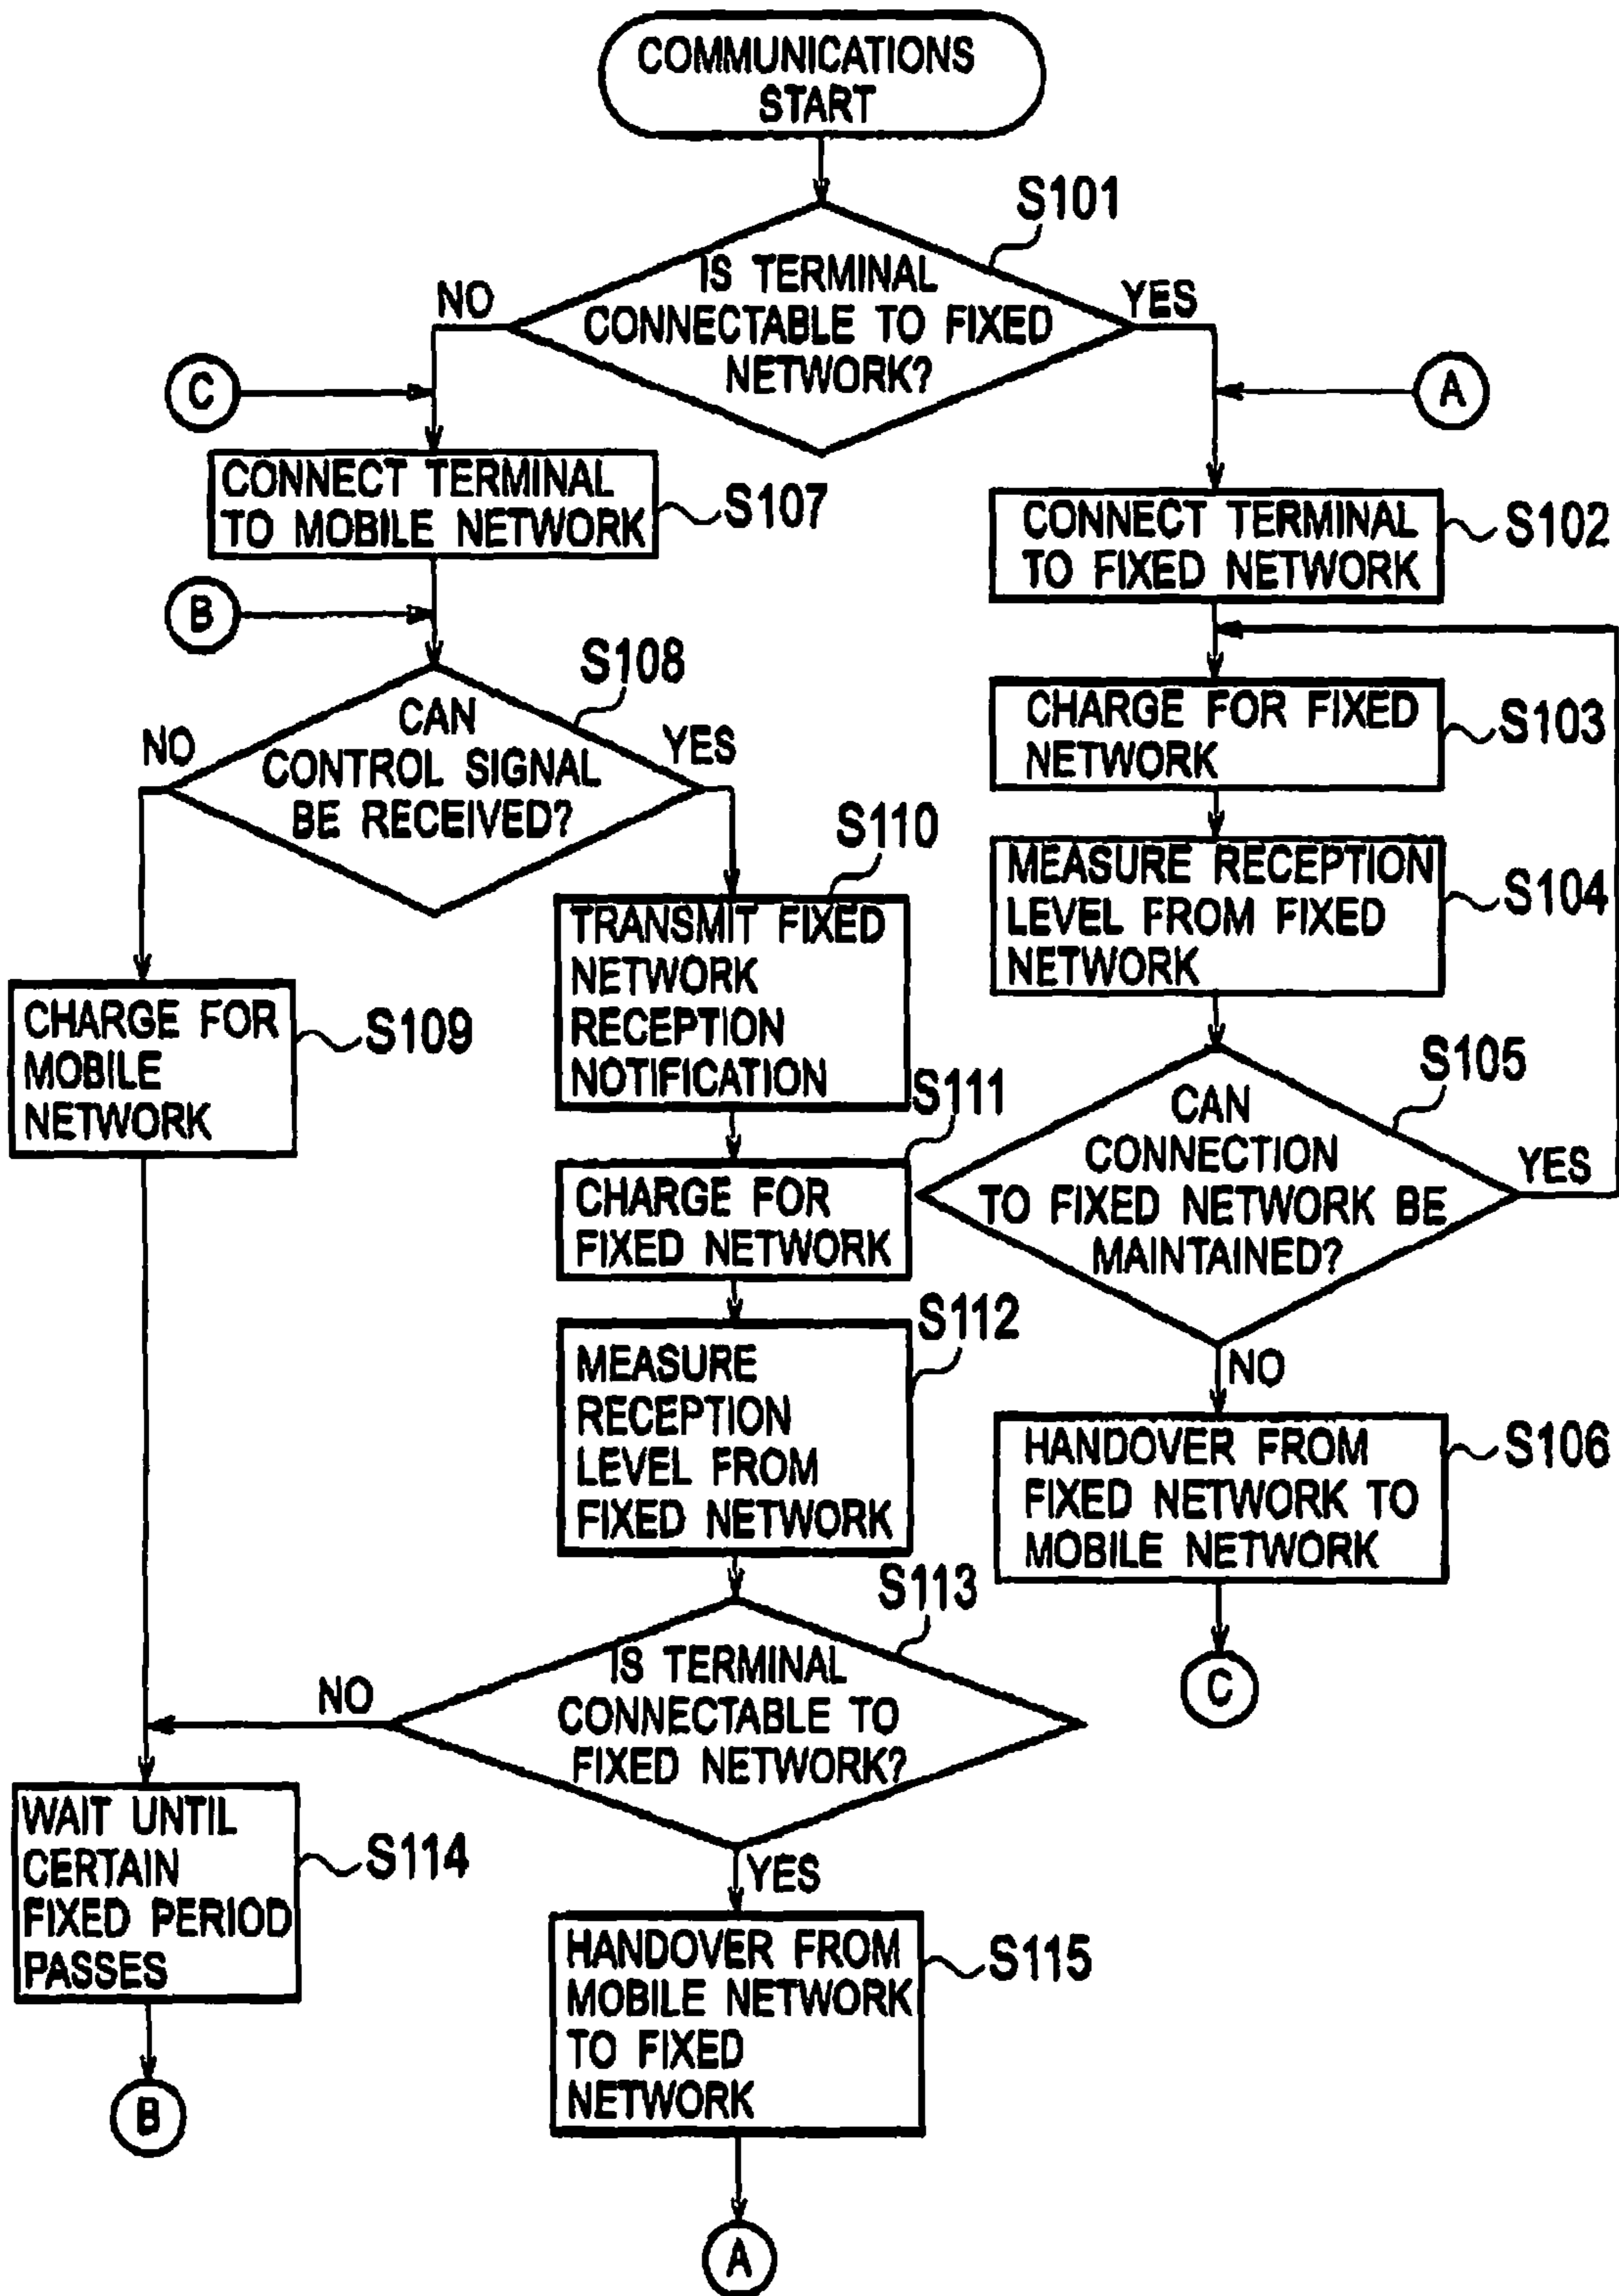 COMMUNICATIONS
START
S101
IS TERMINAL
CONNECTABLE TO FIXED
NETWORK?
NO
YES
C
A
CONNECT TERMINAL
TO MOBILE NETWORK
S107
CONNECT TERMINAL
TO FIXED NETWORK
S102
B
S108
CAN
CONTROL SIGNAL
BE RECEIVED?
NO
YES
CHARGE FOR FIXED
NETWORK
S103
S110
MEASURE RECEPTION
LEVEL FROM FIXED
NETWORK
S104
TRANSMIT FIXED
NETWORK
RECEPTION
NOTIFICATION
CHARGE FOR
MOBILE
NETWORK
S109
S111
S105
CAN
CONNECTION
TO FIXED NETWORK BE
MAINTAINED?
YES
NO
CHARGE FOR
FIXED NETWORK
S112
MEASURE
RECEPTION
LEVEL FROM
FIXED NETWORK
HANDOVER FROM
FIXED NETWORK TO
MOBILE NETWORK
S106
C
S113
IS TERMINAL
CONNECTABLE TO
FIXED NETWORK?
NO
YES
WAIT UNTIL
CERTAIN
FIXED PERIOD
PASSES
S114
HANDOVER FROM
MOBILE NETWORK
TO FIXED
NETWORK
S115
B
A